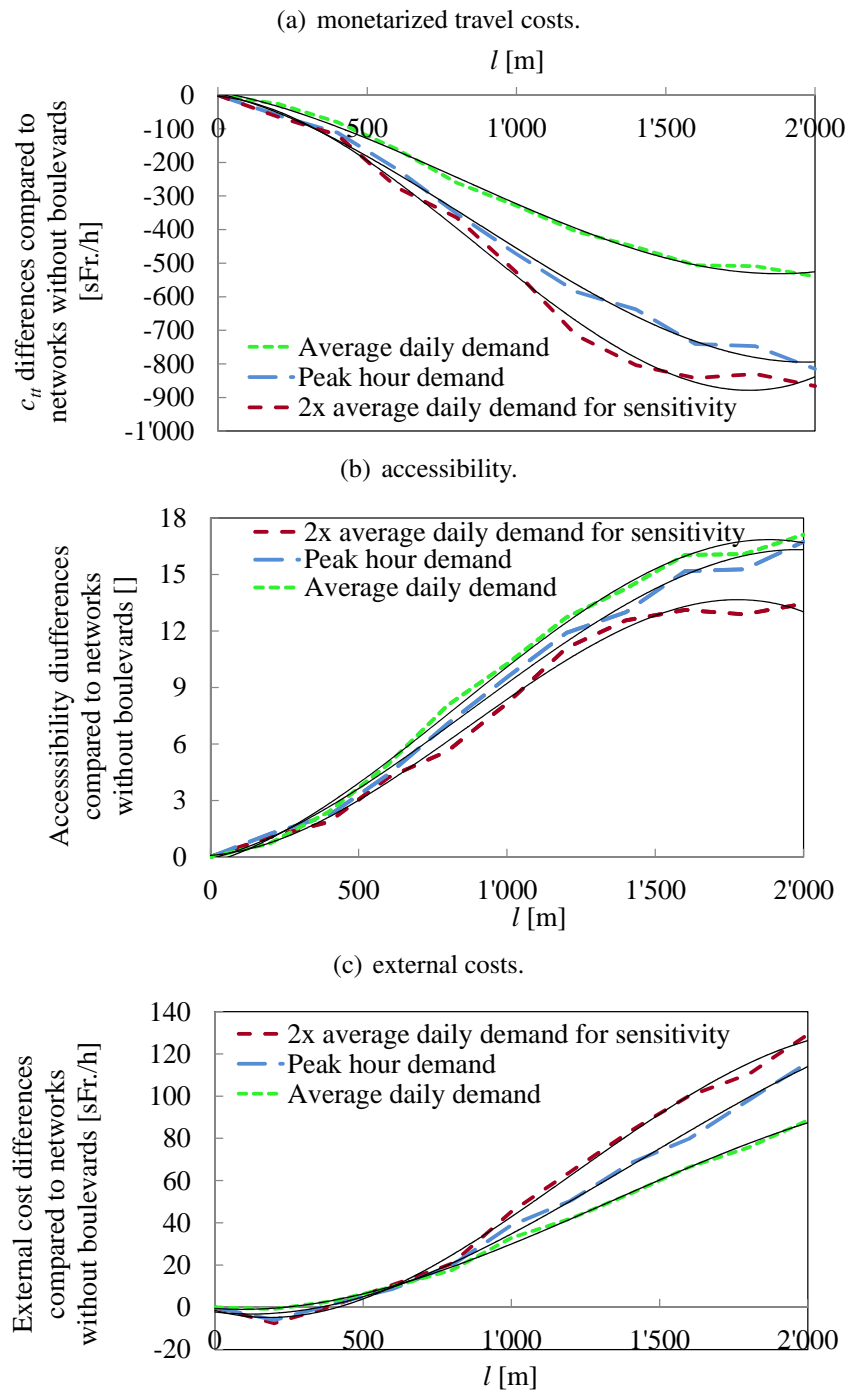 (a) monetarized travel costs.
l [m]
0
-100
-200
-300
-400
-500
-600
-700
-800
-900
-1'000
0 500 1'000 1'500 2'000
c_tt differences compared to
networks without boulevards
[sFr./h]
Average daily demand
Peak hour demand
2x average daily demand for sensitivity
(b) accessibility.
18
15
12
9
6
3
0
Accesssibility diufferences
compared to networks
without boulevards []
2x average daily demand for sensitivity
Peak hour demand
Average daily demand
0 500 1'000 1'500 2'000
l [m]
(c) external costs.
140
120
100
80
60
40
20
0
-20
External cost differences
compared to networks
without boulevards [sFr./h]
2x average daily demand for sensitivity
Peak hour demand
Average daily demand
0 500 1'000 1'500 2'000
l [m]